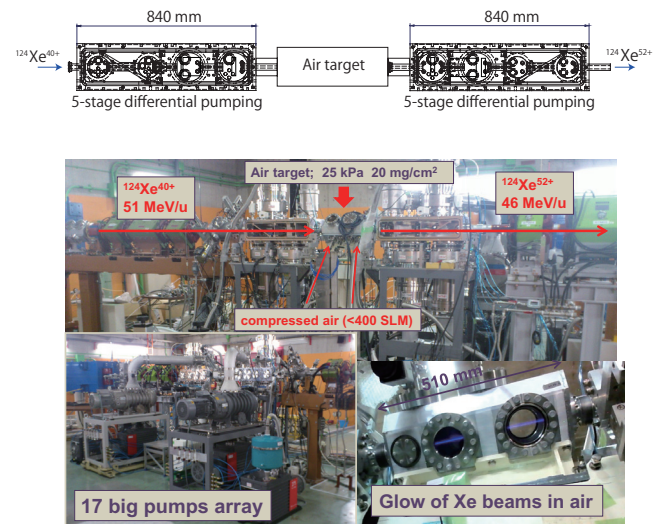 840 mm
840 mm
¹²⁴Xe⁴⁰⁺
Air target
¹²⁴Xe⁵²⁺
5-stage differential pumping
5-stage differential pumping
Air target; 25 kPa 20 mg/cm²
¹²⁴Xe⁴⁰⁺
51 MeV/u
¹²⁴Xe⁵²⁺
46 MeV/u
compressed air (<400 SLM)
510 mm
17 big pumps array
Glow of Xe beams in air